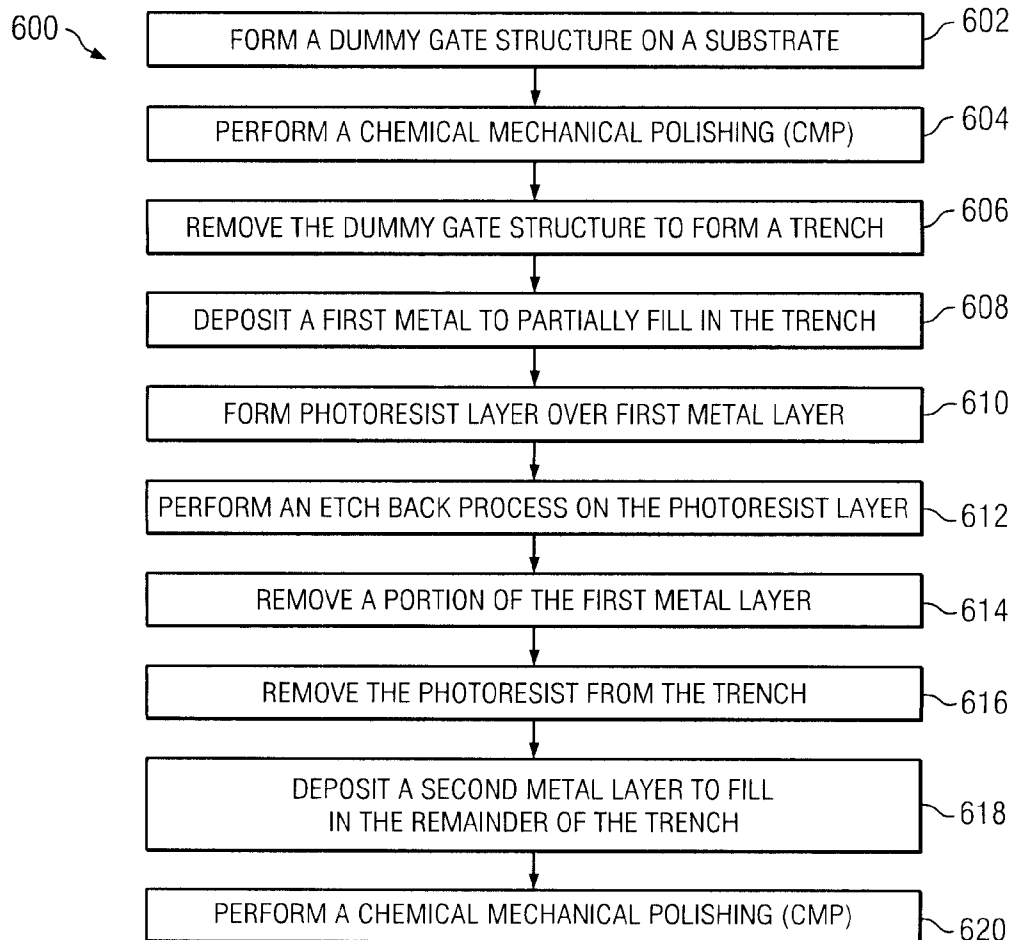 600
FORM A DUMMY GATE STRUCTURE ON A SUBSTRATE
602
PERFORM A CHEMICAL MECHANICAL POLISHING (CMP)
604
REMOVE THE DUMMY GATE STRUCTURE TO FORM A TRENCH
606
DEPOSIT A FIRST METAL TO PARTIALLY FILL IN THE TRENCH
608
FORM PHOTORESIST LAYER OVER FIRST METAL LAYER
610
PERFORM AN ETCH BACK PROCESS ON THE PHOTORESIST LAYER
612
REMOVE A PORTION OF THE FIRST METAL LAYER
614
REMOVE THE PHOTORESIST FROM THE TRENCH
616
DEPOSIT A SECOND METAL LAYER TO FILL
IN THE REMAINDER OF THE TRENCH
618
PERFORM A CHEMICAL MECHANICAL POLISHING (CMP)
620